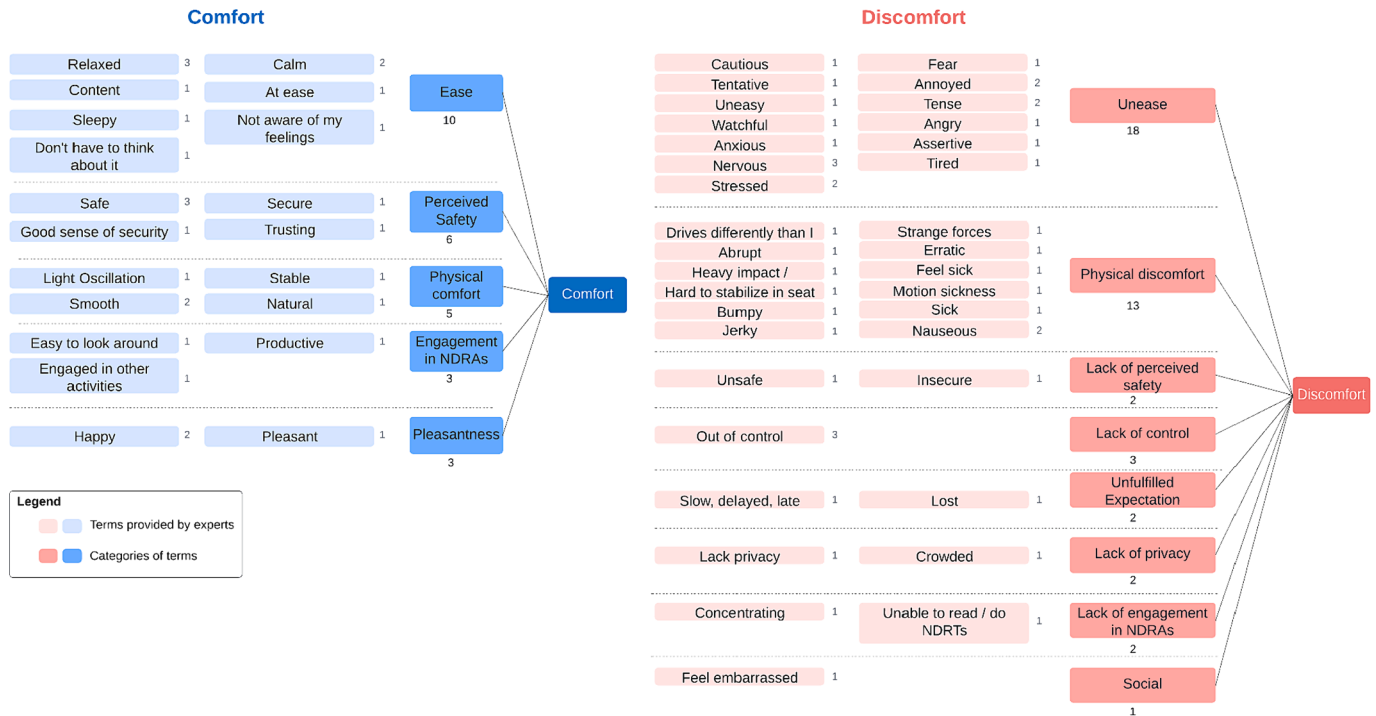 Comfort
Relaxed 3 Calm 2
Content 1 At ease 1
Sleepy 1 Not aware of my
feelings 1
Don't have to think
about it 1
Ease
10
Safe 3 Secure 1
Good sense of security 1 Trusting 1
Perceived
Safety
6
Light Oscillation 1 Stable 1
Smooth 2 Natural 1
Physical
comfort
5
Easy to look around 1 Productive 1
Engaged in other
activities 1
Engagement
in NDRAs
3
Happy 2 Pleasant 1
Pleasantness
3
Comfort
Legend
Terms provided by experts
Categories of terms
Discomfort
Cautious 1 Fear 1
Tentative 1 Annoyed 2
Uneasy 1 Tense 2
Watchful 1 Angry 1
Anxious 1 Assertive 1
Nervous 3 Tired 1
Stressed 2
Unease
18
Drives differently than I 1 Strange forces 1
Abrupt 1 Erratic 1
Heavy impact / 1 Feel sick 1
Hard to stabilize in seat 1 Motion sickness 1
Bumpy 1 Sick 1
Jerky 1 Nauseous 2
Physical discomfort
13
Unsafe 1 Insecure 1
Lack of perceived
safety
2
Out of control 3
Lack of control
3
Slow, delayed, late 1 Lost 1
Unfulfilled
Expectation
2
Lack privacy 1 Crowded 1
Lack of privacy
2
Concentrating 1 Unable to read / do
NDRTs 1
Lack of engagement
in NDRAs
2
Feel embarrassed 1
Social
1
Discomfort